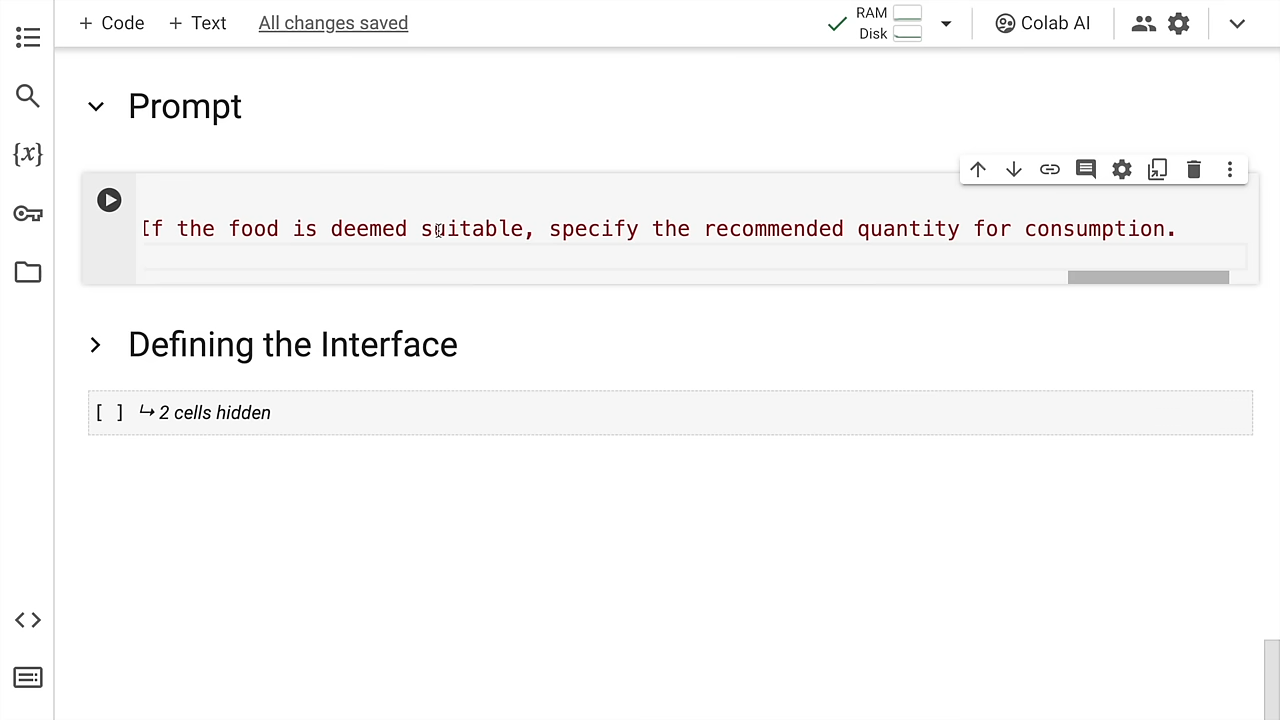 + Code + Text All changes saved
RAM
Disk
Colab AI
{x}
Prompt
If the food is deemed suitable, specify the recommended quantity for consumption.
Defining the Interface
[ ] ↳ 2 cells hidden